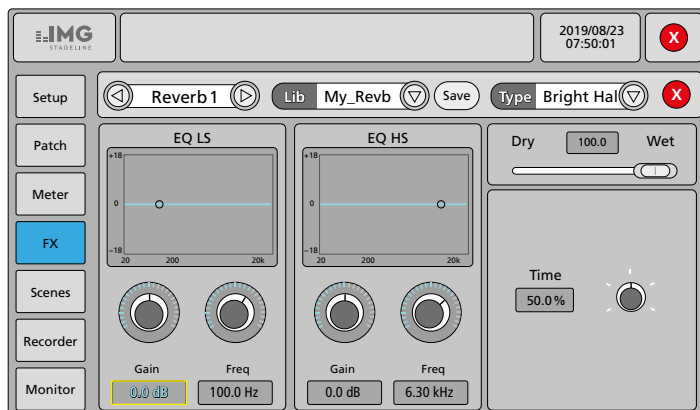 IMG
STAGELINE
2019/08/23
07:50:01
X
Setup
Reverb 1
Lib
My_Revb
Save
Type
Bright Hal
X
Patch
Meter
FX
Scenes
Recorder
Monitor
EQ LS
+18
0
−18
20 200 20k
Gain Freq
0.0 dB 100.0 Hz
EQ HS
+18
0
−18
20 200 20k
Gain Freq
0.0 dB 6.30 kHz
Dry 100.0 Wet
Time
50.0 %